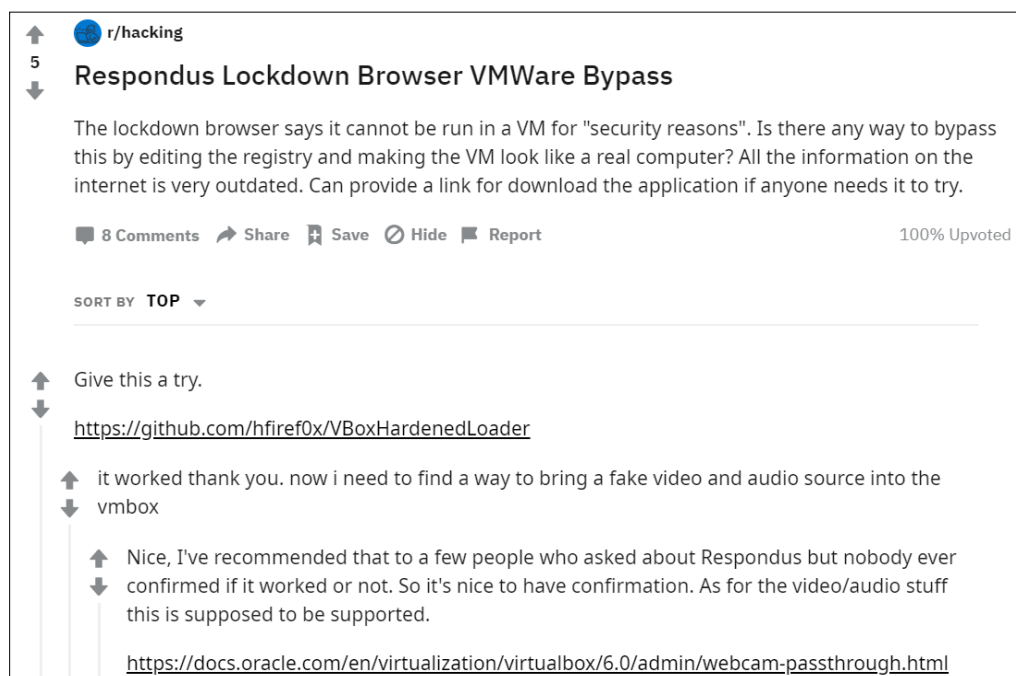 r/hacking
5
Respondus Lockdown Browser VMWare Bypass
The lockdown browser says it cannot be run in a VM for "security reasons". Is there any way to bypass
this by editing the registry and making the VM look like a real computer? All the information on the
internet is very outdated. Can provide a link for download the application if anyone needs it to try.
8 Comments Share Save Hide Report 100% Upvoted
SORT BY TOP
Give this a try.
https://github.com/hfiref0x/VBoxHardenedLoader
it worked thank you. now i need to find a way to bring a fake video and audio source into the
vmbox
Nice, I've recommended that to a few people who asked about Respondus but nobody ever
confirmed if it worked or not. So it's nice to have confirmation. As for the video/audio stuff
this is supposed to be supported.
https://docs.oracle.com/en/virtualization/virtualbox/6.0/admin/webcam-passthrough.html